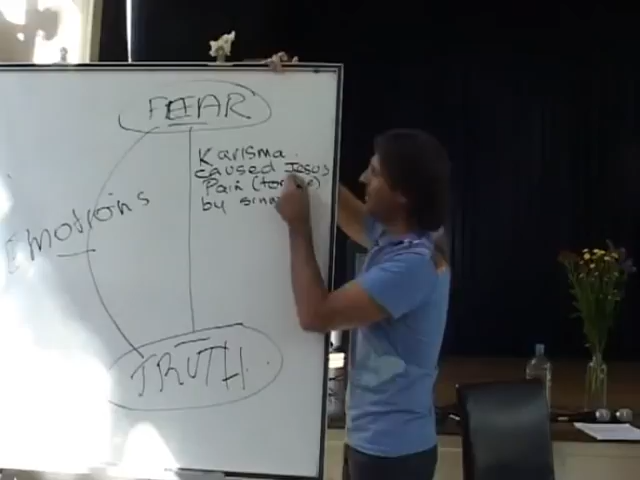 FEAR
Karisma
caused Jesus
Pain
by
Emotions
TRUTH